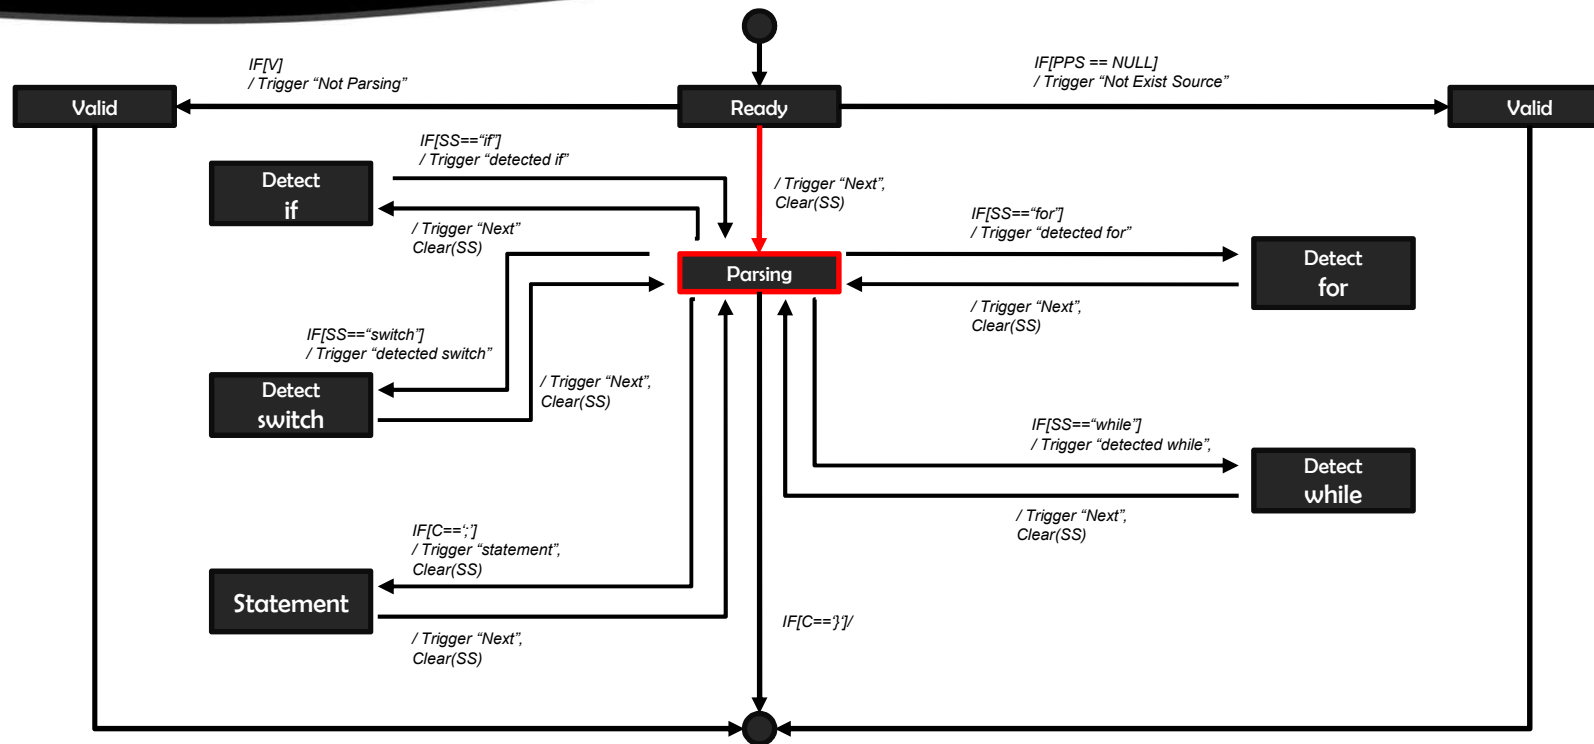 IF[V]
/ Trigger “Not Parsing”
IF[PPS == NULL]
/ Trigger “Not Exist Source”
Valid
Ready
Valid
IF[SS==“if”]
/ Trigger “detected if”
Detect
if
/ Trigger “Next”,
Clear(SS)
/ Trigger “Next”
Clear(SS)
IF[SS==“for”]
/ Trigger “detected for”
Parsing
Detect
for
/ Trigger “Next”,
Clear(SS)
IF[SS==“switch”]
/ Trigger “detected switch”
Detect
switch
/ Trigger “Next”,
Clear(SS)
IF[SS==“while”]
/ Trigger “detected while”,
Detect
while
/ Trigger “Next”,
Clear(SS)
IF[C==‘;’]
/ Trigger “statement”,
Clear(SS)
Statement
/ Trigger “Next”,
Clear(SS)
IF[C==‘}‘]/